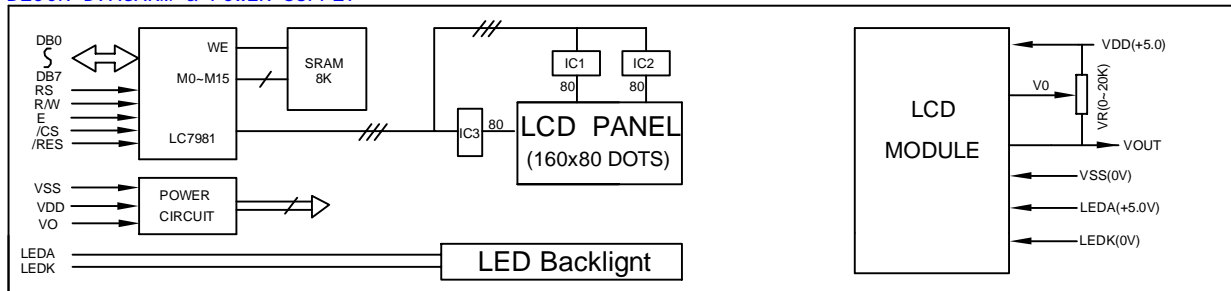 BLOCK DIAGRAM & POWER SUPPLY
DB0
DB7
RS
R/W
E
/CS
/RES
WE
M0~M15
LC7981
SRAM
8K
IC1
IC2
80
80
IC3
80
LCD PANEL
(160x80 DOTS)
VSS
VDD
VO
POWER
CIRCUIT
LEDA
LEDK
LED Backlignt
LCD
MODULE
VDD(+5.0)
V0
VR(0~20K)
VOUT
VSS(0V)
LEDA(+5.0V)
LEDK(0V)